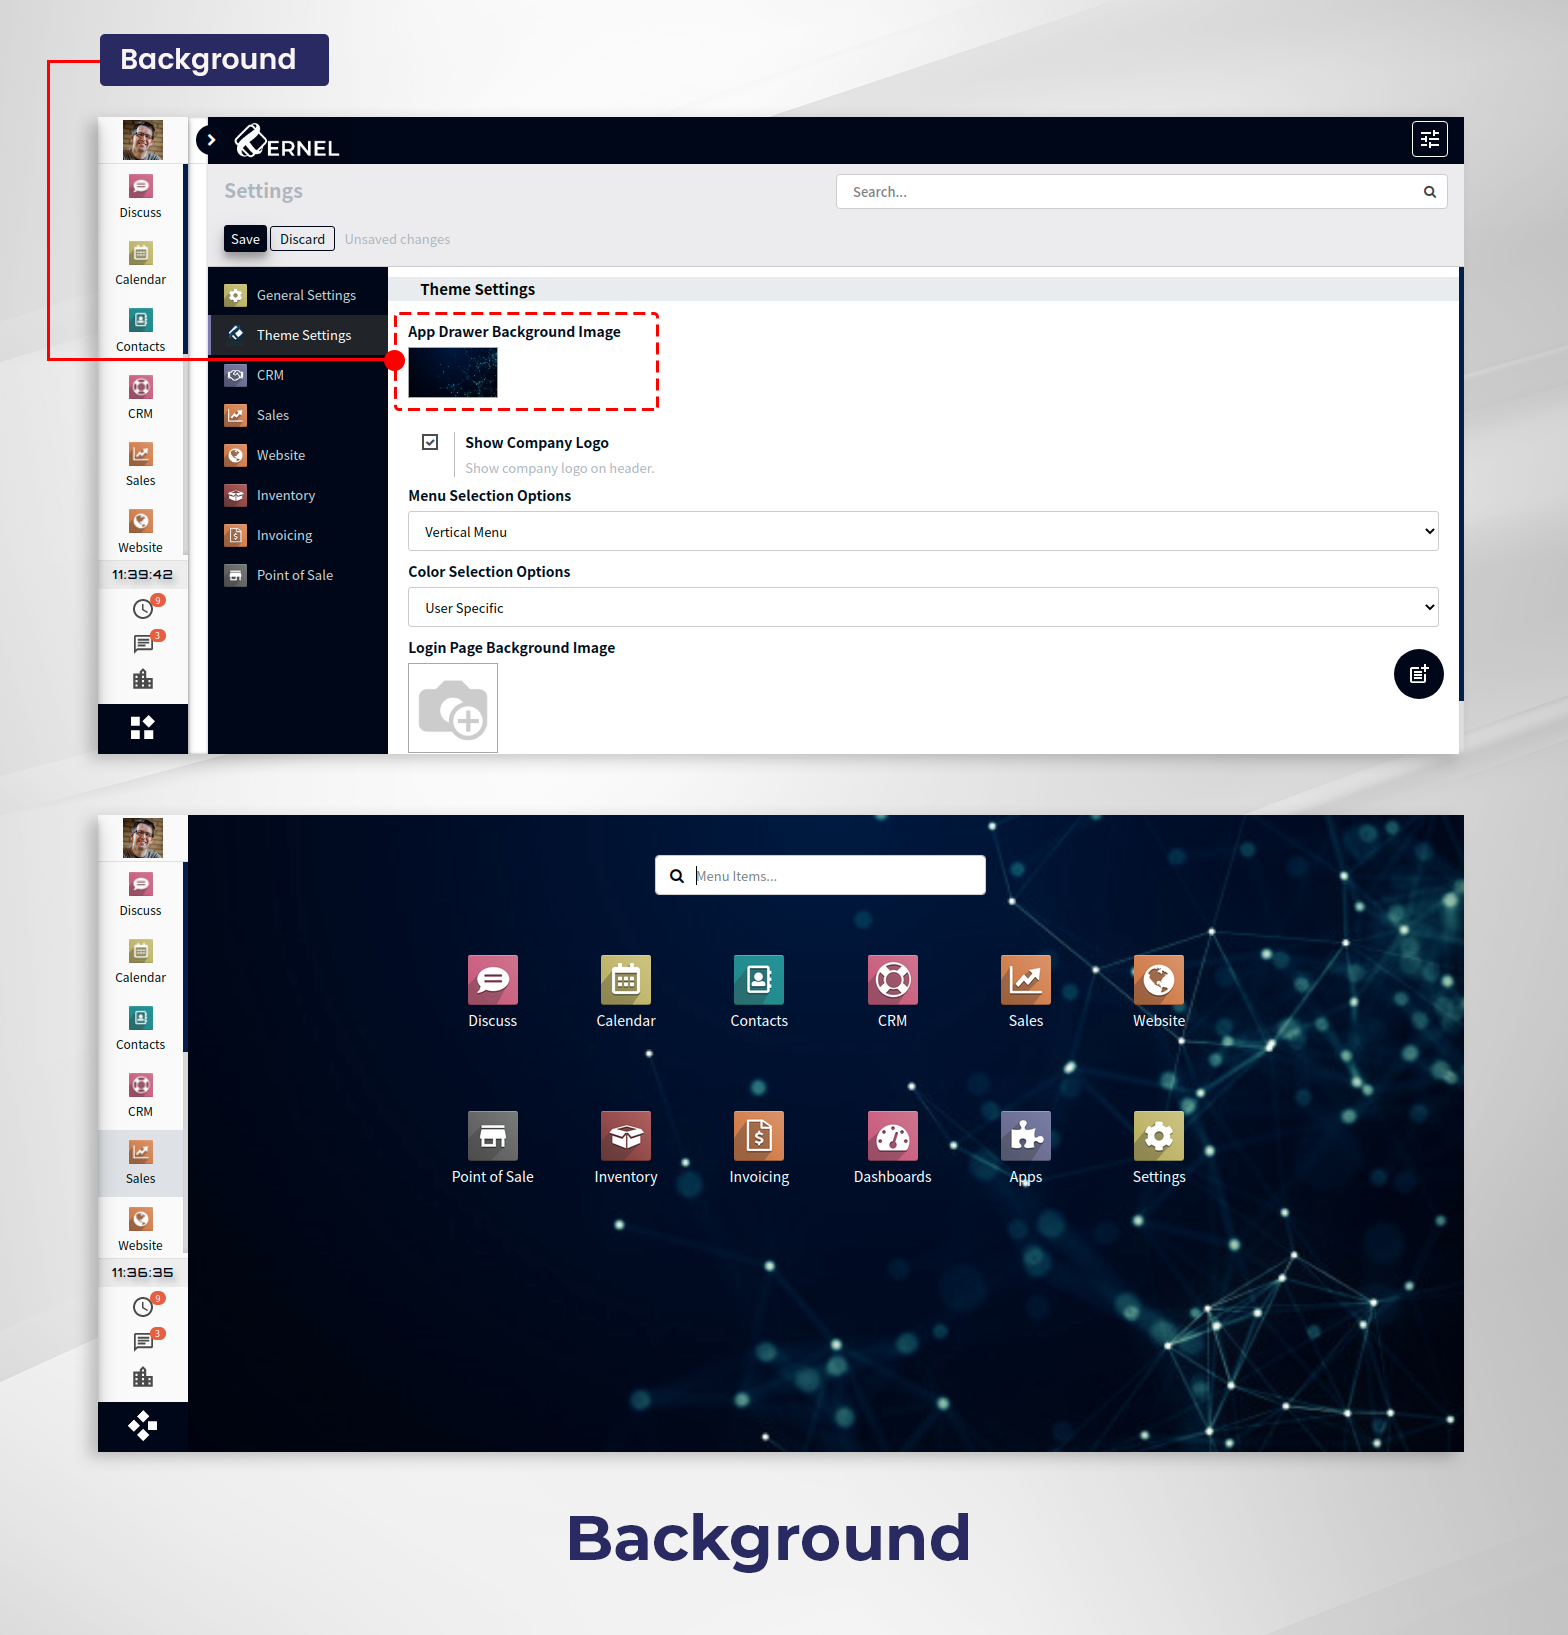 Background
ERNEL
Settings
Search...
Save Discard Unsaved changes
Discuss
Calendar
Contacts
CRM
Sales
Website
11:39:42
9
3
General Settings
Theme Settings
CRM
Sales
Website
Inventory
Invoicing
Point of Sale
Theme Settings
App Drawer Background Image
Show Company Logo
Show company logo on header.
Menu Selection Options
Vertical Menu
Color Selection Options
User Specific
Login Page Background Image
Discuss
Calendar
Contacts
CRM
Sales
Website
11:36:35
9
3
Menu Items...
Discuss Calendar Contacts CRM Sales Website
Point of Sale Inventory Invoicing Dashboards Apps Settings
Background